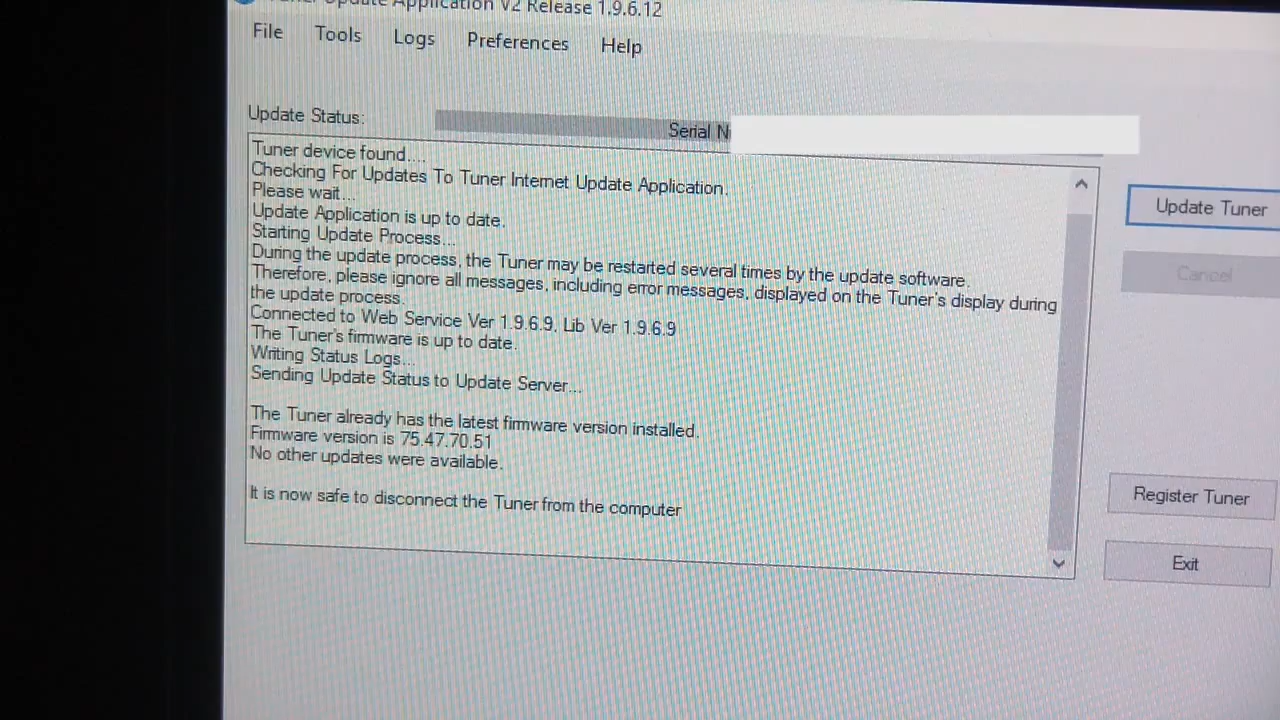 Update Application V2 Release 1.9.6.12
File Tools Logs Preferences Help
Update Status:
Serial N
Tuner device found....
Checking For Updates To Tuner Internet Update Application.
Please wait...
Update Application is up to date.
Starting Update Process...
During the update process, the Tuner may be restarted several times by the update software.
Therefore, please ignore all messages, including error messages, displayed on the Tuner's display during
the update process.
Connected to Web Service Ver 1.9.6.9, Lib Ver 1.9.6.9
The Tuner's firmware is up to date.
Writing Status Logs...
Sending Update Status to Update Server...
The Tuner already has the latest firmware version installed.
Firmware version is 75.47.70.51
No other updates were available.
It is now safe to disconnect the Tuner from the computer
Update Tuner
Cancel
Register Tuner
Exit